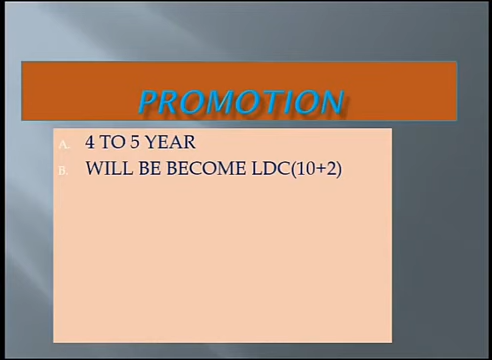 PROMOTION
A. 4 TO 5 YEAR
B. WILL BE BECOME LDC(10+2)